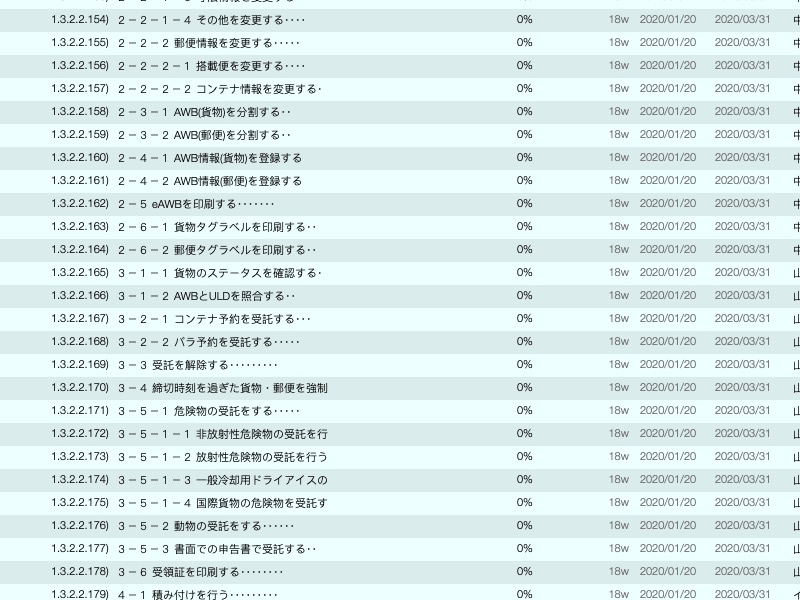 1.3.2.2.154) ２－２－１－４ その他を変更する････ 0% 18w 2020/01/20 2020/03/31
1.3.2.2.155) ２－２－２ 郵便情報を変更する･････ 0% 18w 2020/01/20 2020/03/31
1.3.2.2.156) ２－２－２－１ 搭載便を変更する････ 0% 18w 2020/01/20 2020/03/31
1.3.2.2.157) ２－２－２－２ コンテナ情報を変更する･ 0% 18w 2020/01/20 2020/03/31
1.3.2.2.158) ２－３－１ AWB(貨物)を分割する･･ 0% 18w 2020/01/20 2020/03/31
1.3.2.2.159) ２－３－２ AWB(郵便)を分割する･･ 0% 18w 2020/01/20 2020/03/31
1.3.2.2.160) ２－４－１ AWB情報(貨物)を登録する 0% 18w 2020/01/20 2020/03/31
1.3.2.2.161) ２－４－２ AWB情報(郵便)を登録する 0% 18w 2020/01/20 2020/03/31
1.3.2.2.162) ２－５ eAWBを印刷する･･･････ 0% 18w 2020/01/20 2020/03/31
1.3.2.2.163) ２－６－１ 貨物タグラベルを印刷する･･ 0% 18w 2020/01/20 2020/03/31
1.3.2.2.164) ２－６－２ 郵便タグラベルを印刷する･･ 0% 18w 2020/01/20 2020/03/31
1.3.2.2.165) ３－１－１ 貨物のステータスを確認する･ 0% 18w 2020/01/20 2020/03/31
1.3.2.2.166) ３－１－２ AWBとULDを照合する･･ 0% 18w 2020/01/20 2020/03/31
1.3.2.2.167) ３－２－１ コンテナ予約を受託する･･･ 0% 18w 2020/01/20 2020/03/31
1.3.2.2.168) ３－２－２ バラ予約を受託する･････ 0% 18w 2020/01/20 2020/03/31
1.3.2.2.169) ３－３ 受託を解除する･････････ 0% 18w 2020/01/20 2020/03/31
1.3.2.2.170) ３－４ 締切時刻を過ぎた貨物・郵便を強制 0% 18w 2020/01/20 2020/03/31
1.3.2.2.171) ３－５－１ 危険物の受託をする･････ 0% 18w 2020/01/20 2020/03/31
1.3.2.2.172) ３－５－１－１ 非放射性危険物の受託を行 0% 18w 2020/01/20 2020/03/31
1.3.2.2.173) ３－５－１－２ 放射性危険物の受託を行う 0% 18w 2020/01/20 2020/03/31
1.3.2.2.174) ３－５－１－３ 一般冷却用ドライアイスの 0% 18w 2020/01/20 2020/03/31
1.3.2.2.175) ３－５－１－４ 国際貨物の危険物を受託す 0% 18w 2020/01/20 2020/03/31
1.3.2.2.176) ３－５－２ 動物の受託をする･･････ 0% 18w 2020/01/20 2020/03/31
1.3.2.2.177) ３－５－３ 書面での申告書で受託する･･ 0% 18w 2020/01/20 2020/03/31
1.3.2.2.178) ３－６ 受領証を印刷する････････ 0% 18w 2020/01/20 2020/03/31
1.3.2.2.179) ４－１ 積み付けを行う･････････ 0% 18w 2020/01/20 2020/03/31